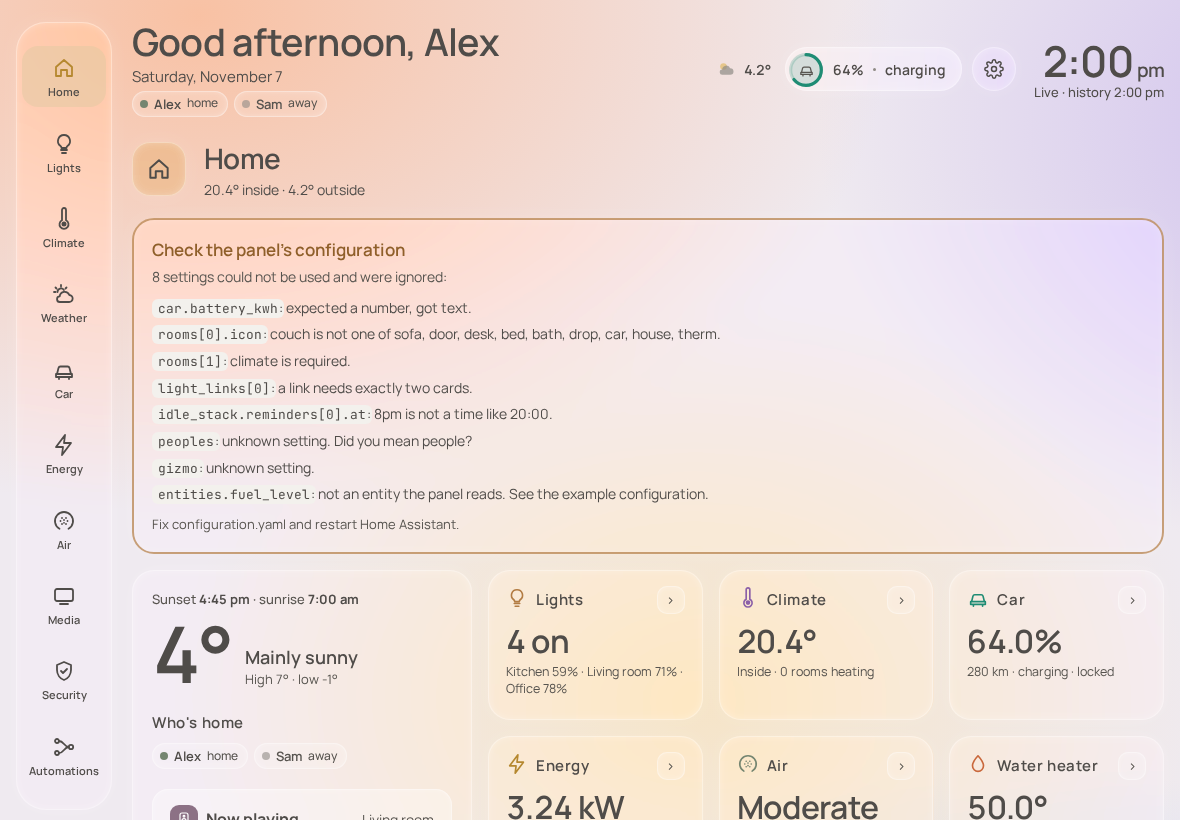 Good afternoon, Alex
Saturday, November 7
Alex home
Sam away
4.2°
64% • charging
2:00 pm
Live · history 2:00 pm
Home
Lights
Climate
Weather
Car
Energy
Air
Media
Security
Automations
Home
20.4° inside · 4.2° outside
Check the panel's configuration
8 settings could not be used and were ignored:
car.battery_kwh: expected a number, got text.
rooms[0].icon: couch is not one of sofa, door, desk, bed, bath, drop, car, house, therm.
rooms[1]: climate is required.
light_links[0]: a link needs exactly two cards.
idle_stack.reminders[0].at: 8pm is not a time like 20:00.
peoples: unknown setting. Did you mean people?
gizmo: unknown setting.
entities.fuel_level: not an entity the panel reads. See the example configuration.
Fix configuration.yaml and restart Home Assistant.
Sunset 4:45 pm · sunrise 7:00 am
4°
Mainly sunny
High 7° · low -1°
Who's home
Alex home
Sam away
Now playing
Living room
Lights
4 on
Kitchen 59% · Living room 71% ·
Office 78%
Climate
20.4°
Inside · 0 rooms heating
Car
64.0%
280 km · charging · locked
Energy
3.24 kW
Air
Moderate
Water heater
50.0°